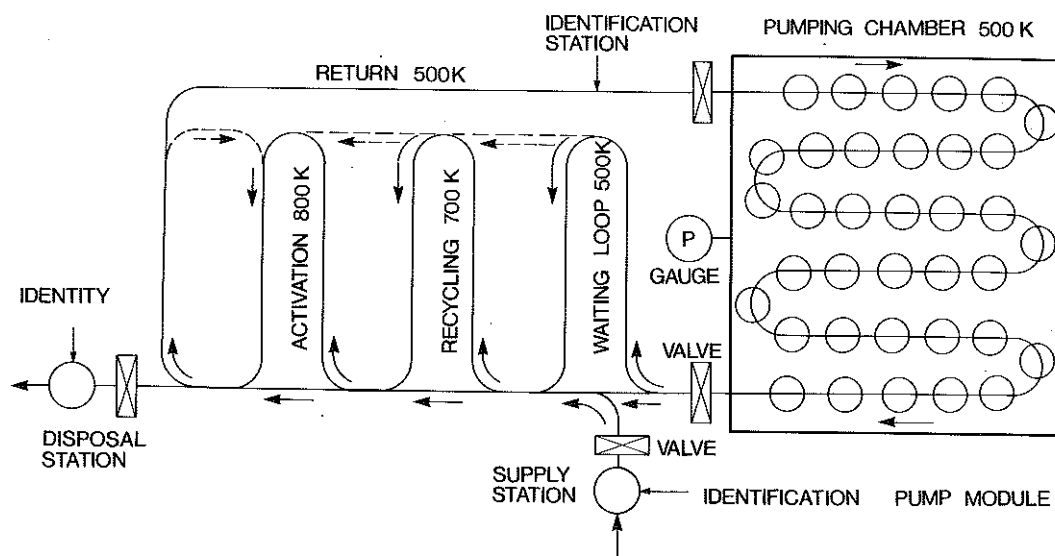 IDENTIFICATION
STATION
PUMPING CHAMBER 500 K
RETURN 500K
ACTIVATION 800 K
RECYCLING 700 K
WAITING LOOP 500K
P
GAUGE
IDENTITY
VALVE
DISPOSAL
STATION
VALVE
SUPPLY
STATION
IDENTIFICATION
PUMP MODULE